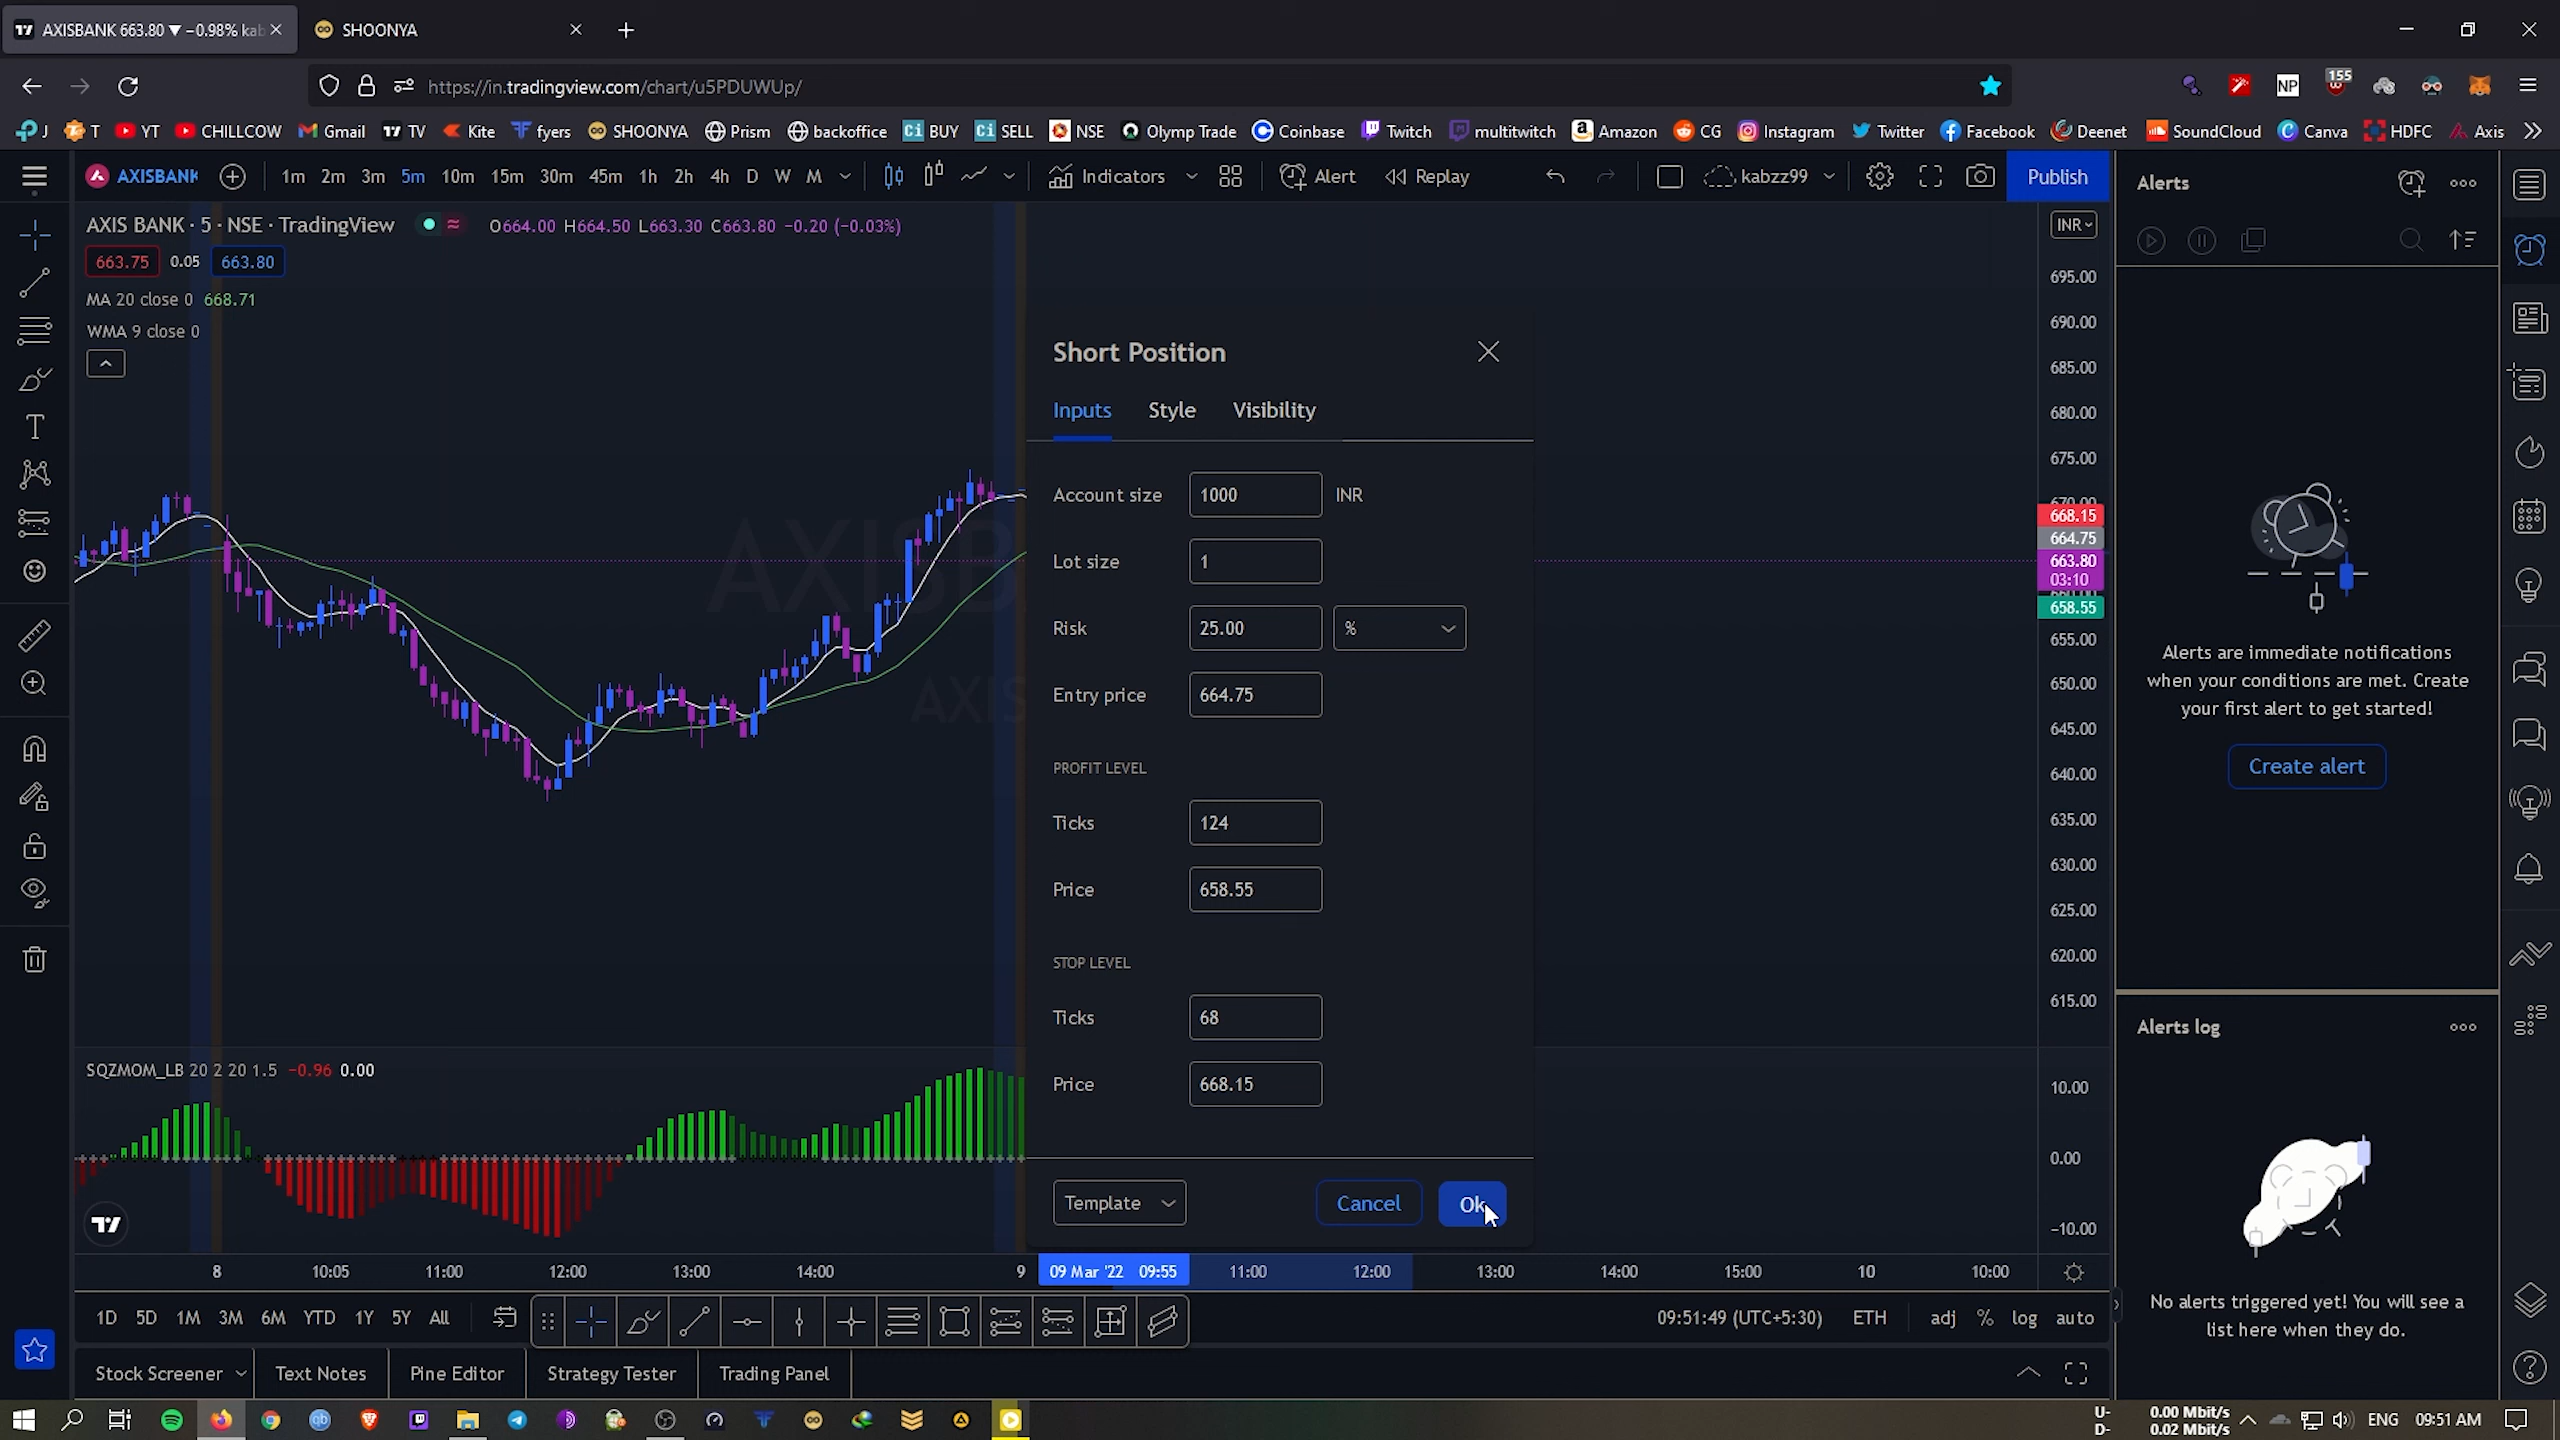 AXISBANK 663.80 ▼ −0.98% kab
SHOONYA
https://in.tradingview.com/chart/u5PDUWUp/
NP
155
J T YT CHILLCOW Gmail TV Kite fyers SHOONYA Prism backoffice Ci BUY Ci SELL NSE Olymp Trade Coinbase Twitch multitwitch Amazon CG Instagram Twitter Facebook Deenet SoundCloud Canva HDFC Axis
AXISBANK 1m 2m 3m 5m 10m 15m 30m 45m 1h 2h 4h D W M Indicators Alert Replay kabzz99 Publish
Alerts
AXIS BANK · 5 · NSE · TradingView O664.00 H664.50 L663.30 C663.80 −0.20 (−0.03%)
INR
663.75 0.05 663.80
MA 20 close 0 668.71
WMA 9 close 0
AXISB
AXIS
Short Position
Inputs Style Visibility
Account size 1000 INR
Lot size 1
Risk 25.00 %
Entry price 664.75
PROFIT LEVEL
Ticks 124
Price 658.55
STOP LEVEL
Ticks 68
Price 668.15
Template Cancel Ok
695.00
690.00
685.00
680.00
675.00
670.00
668.15
664.75
663.80
03:10
658.55
655.00
650.00
645.00
640.00
635.00
630.00
625.00
620.00
615.00
Alerts are immediate notifications
when your conditions are met. Create
your first alert to get started!
Create alert
Alerts log
No alerts triggered yet! You will see a
list here when they do.
SQZMOM_LB 20 2 20 1.5 −0.96 0.00
10.00
0.00
−10.00
8 10:05 11:00 12:00 13:00 14:00 9 09 Mar '22 09:55 11:00 12:00 13:00 14:00 15:00 10 10:00
1D 5D 1M 3M 6M YTD 1Y 5Y All
09:51:49 (UTC+5:30) ETH adj % log auto
Stock Screener Text Notes Pine Editor Strategy Tester Trading Panel
U- 0.00 Mbit/s
D- 0.02 Mbit/s
ENG 09:51 AM